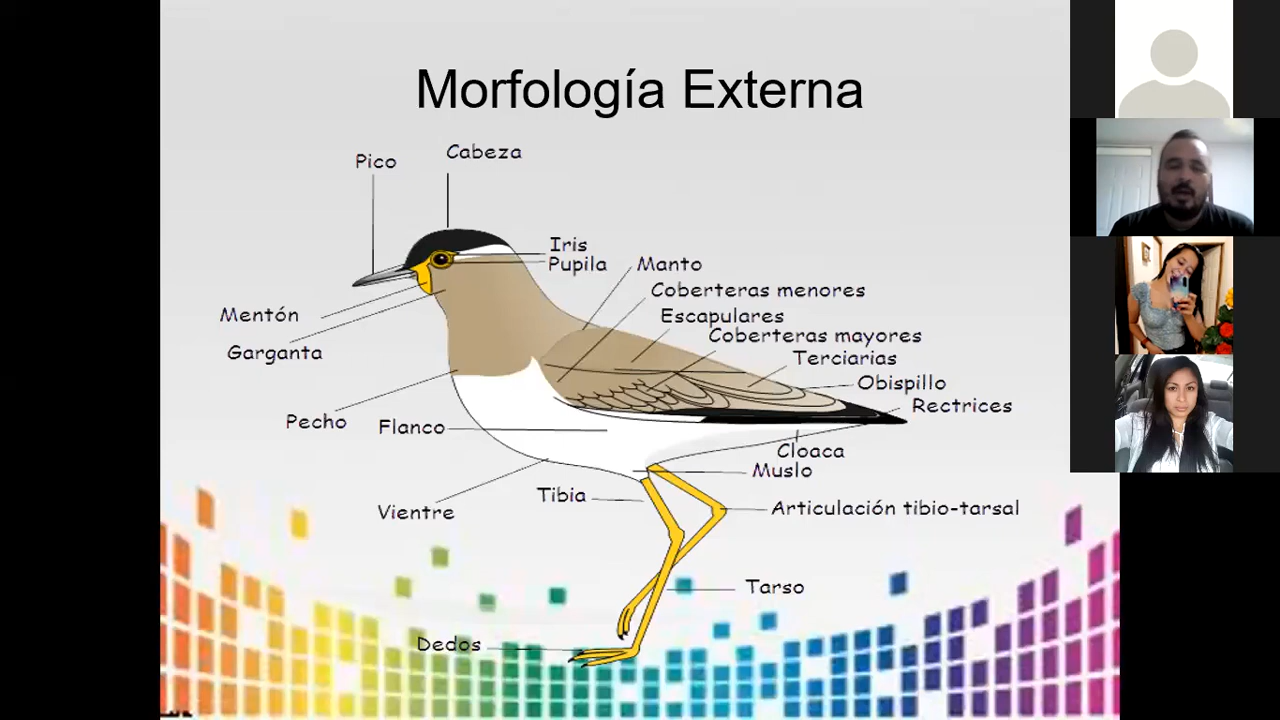 Morfología Externa
Pico
Cabeza
Iris
Pupila
Manto
Coberteras menores
Escapulares
Coberteras mayores
Terciarias
Obispillo
Rectrices
Mentón
Garganta
Pecho
Flanco
Cloaca
Muslo
Tibia
Vientre
Articulación tibio-tarsal
Tarso
Dedos